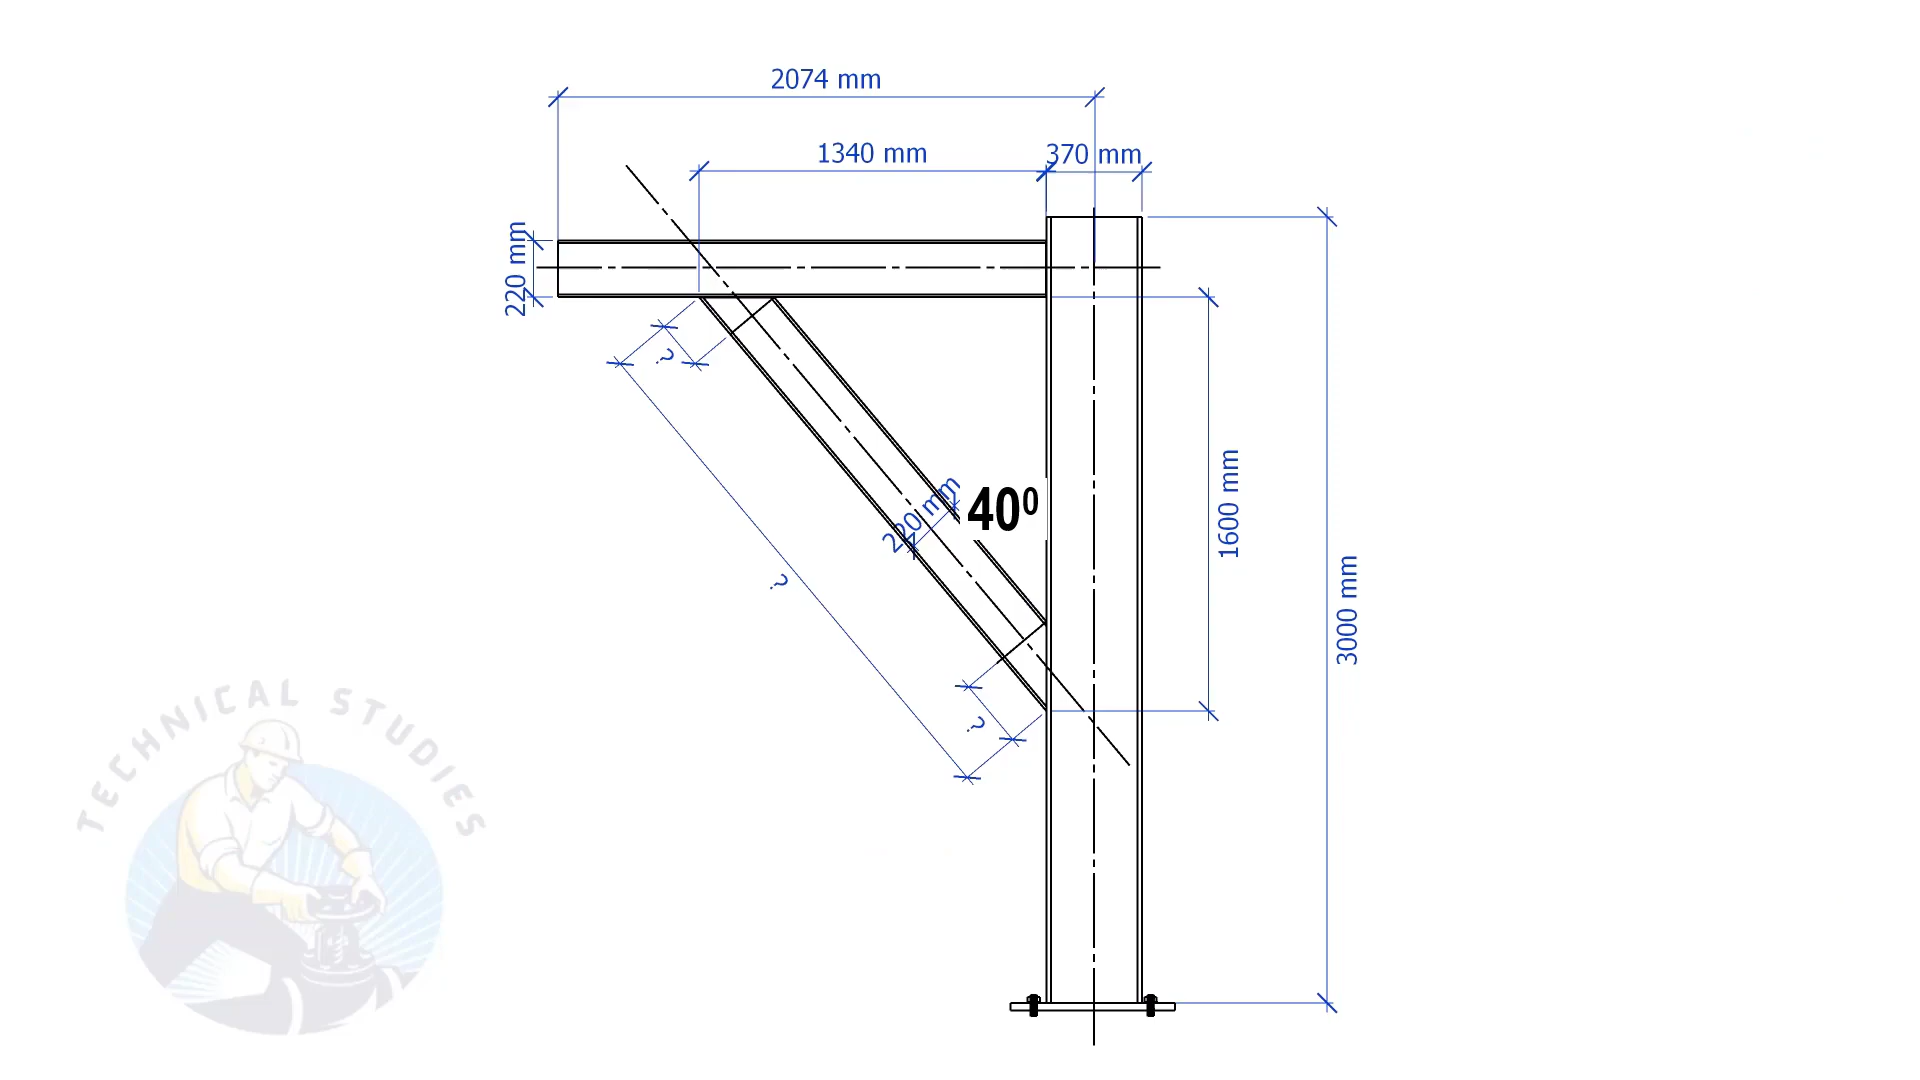 2074 mm
1340 mm
370 mm
220 mm
?
220 mm
40⁰
1600 mm
?
3000 mm
?
TECHNICAL STUDIES